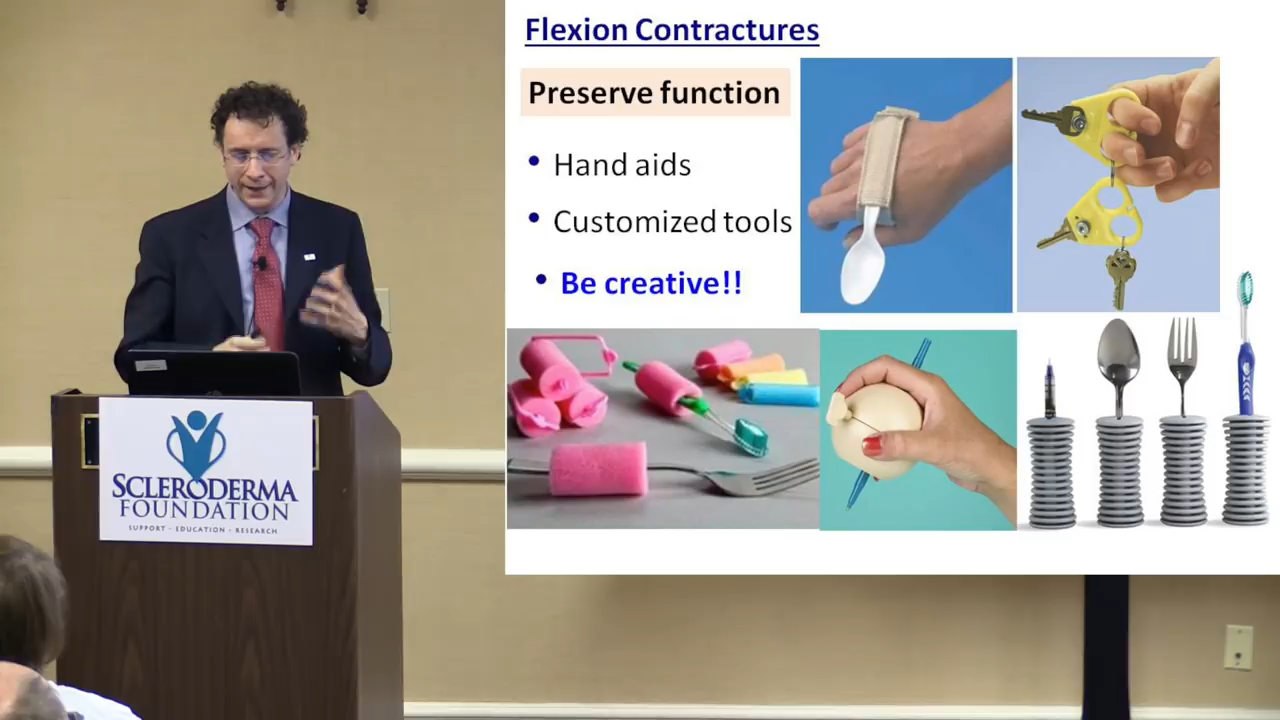 Flexion Contractures
Preserve function
• Hand aids
• Customized tools
• Be creative!!
SCLERODERMA
FOUNDATION
SUPPORT · EDUCATION · RESEARCH